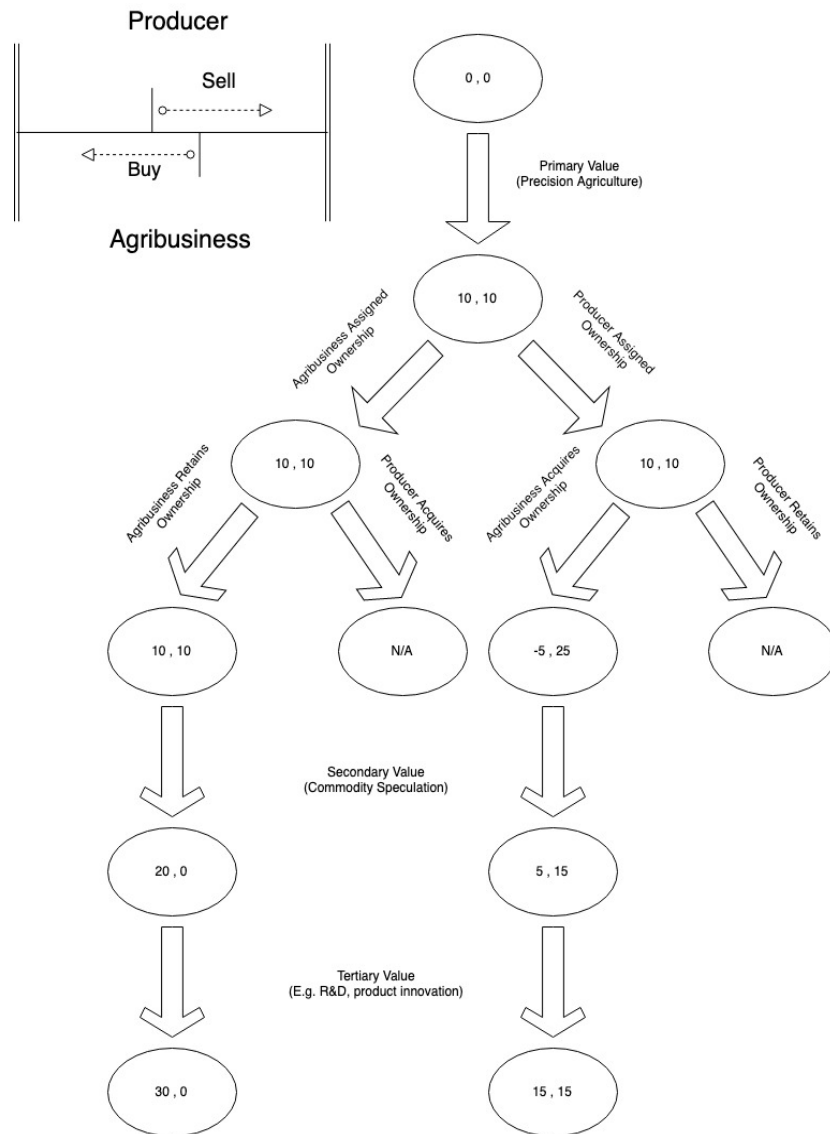 Producer
Sell
Buy
Agribusiness
0 , 0
Primary Value
(Precision Agriculture)
10 , 10
Agribusiness Assigned
Ownership
Producer Assigned
Ownership
10 , 10
10 , 10
Agribusiness Retains
Ownership
Producer Acquires
Ownership
Agribusiness Acquires
Ownership
Producer Retains
Ownership
10 , 10
N/A
-5 , 25
N/A
Secondary Value
(Commodity Speculation)
20 , 0
5 , 15
Tertiary Value
(E.g. R&D, product innovation)
30 , 0
15 , 15